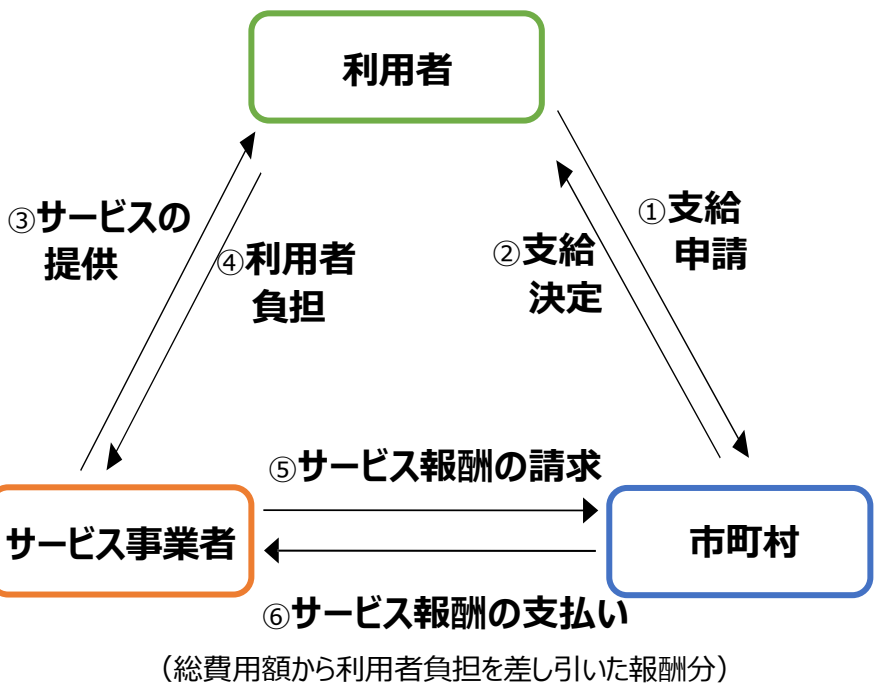 利用者
③サービスの
提供
④利用者
負担
②支給
決定
①支給
申請
⑤サービス報酬の請求
サービス事業者
市町村
⑥サービス報酬の支払い
（総費用額から利用者負担を差し引いた報酬分）